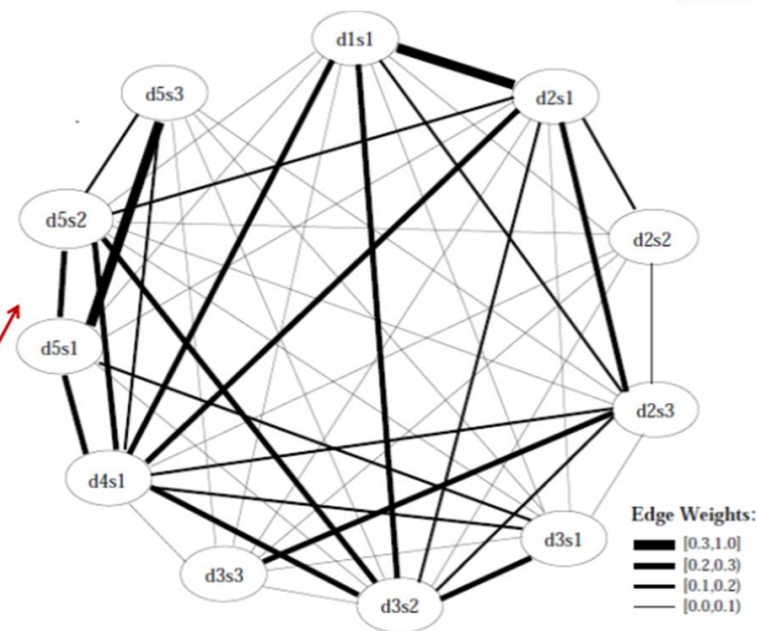 d1s1
d5s3
d2s1
d5s2
d2s2
d5s1
d2s3
d4s1
Edge Weights:
[0.3,1.0]
[0.2,0.3)
[0.1,0.2)
[0.0,0.1)
d3s1
d3s3
d3s2